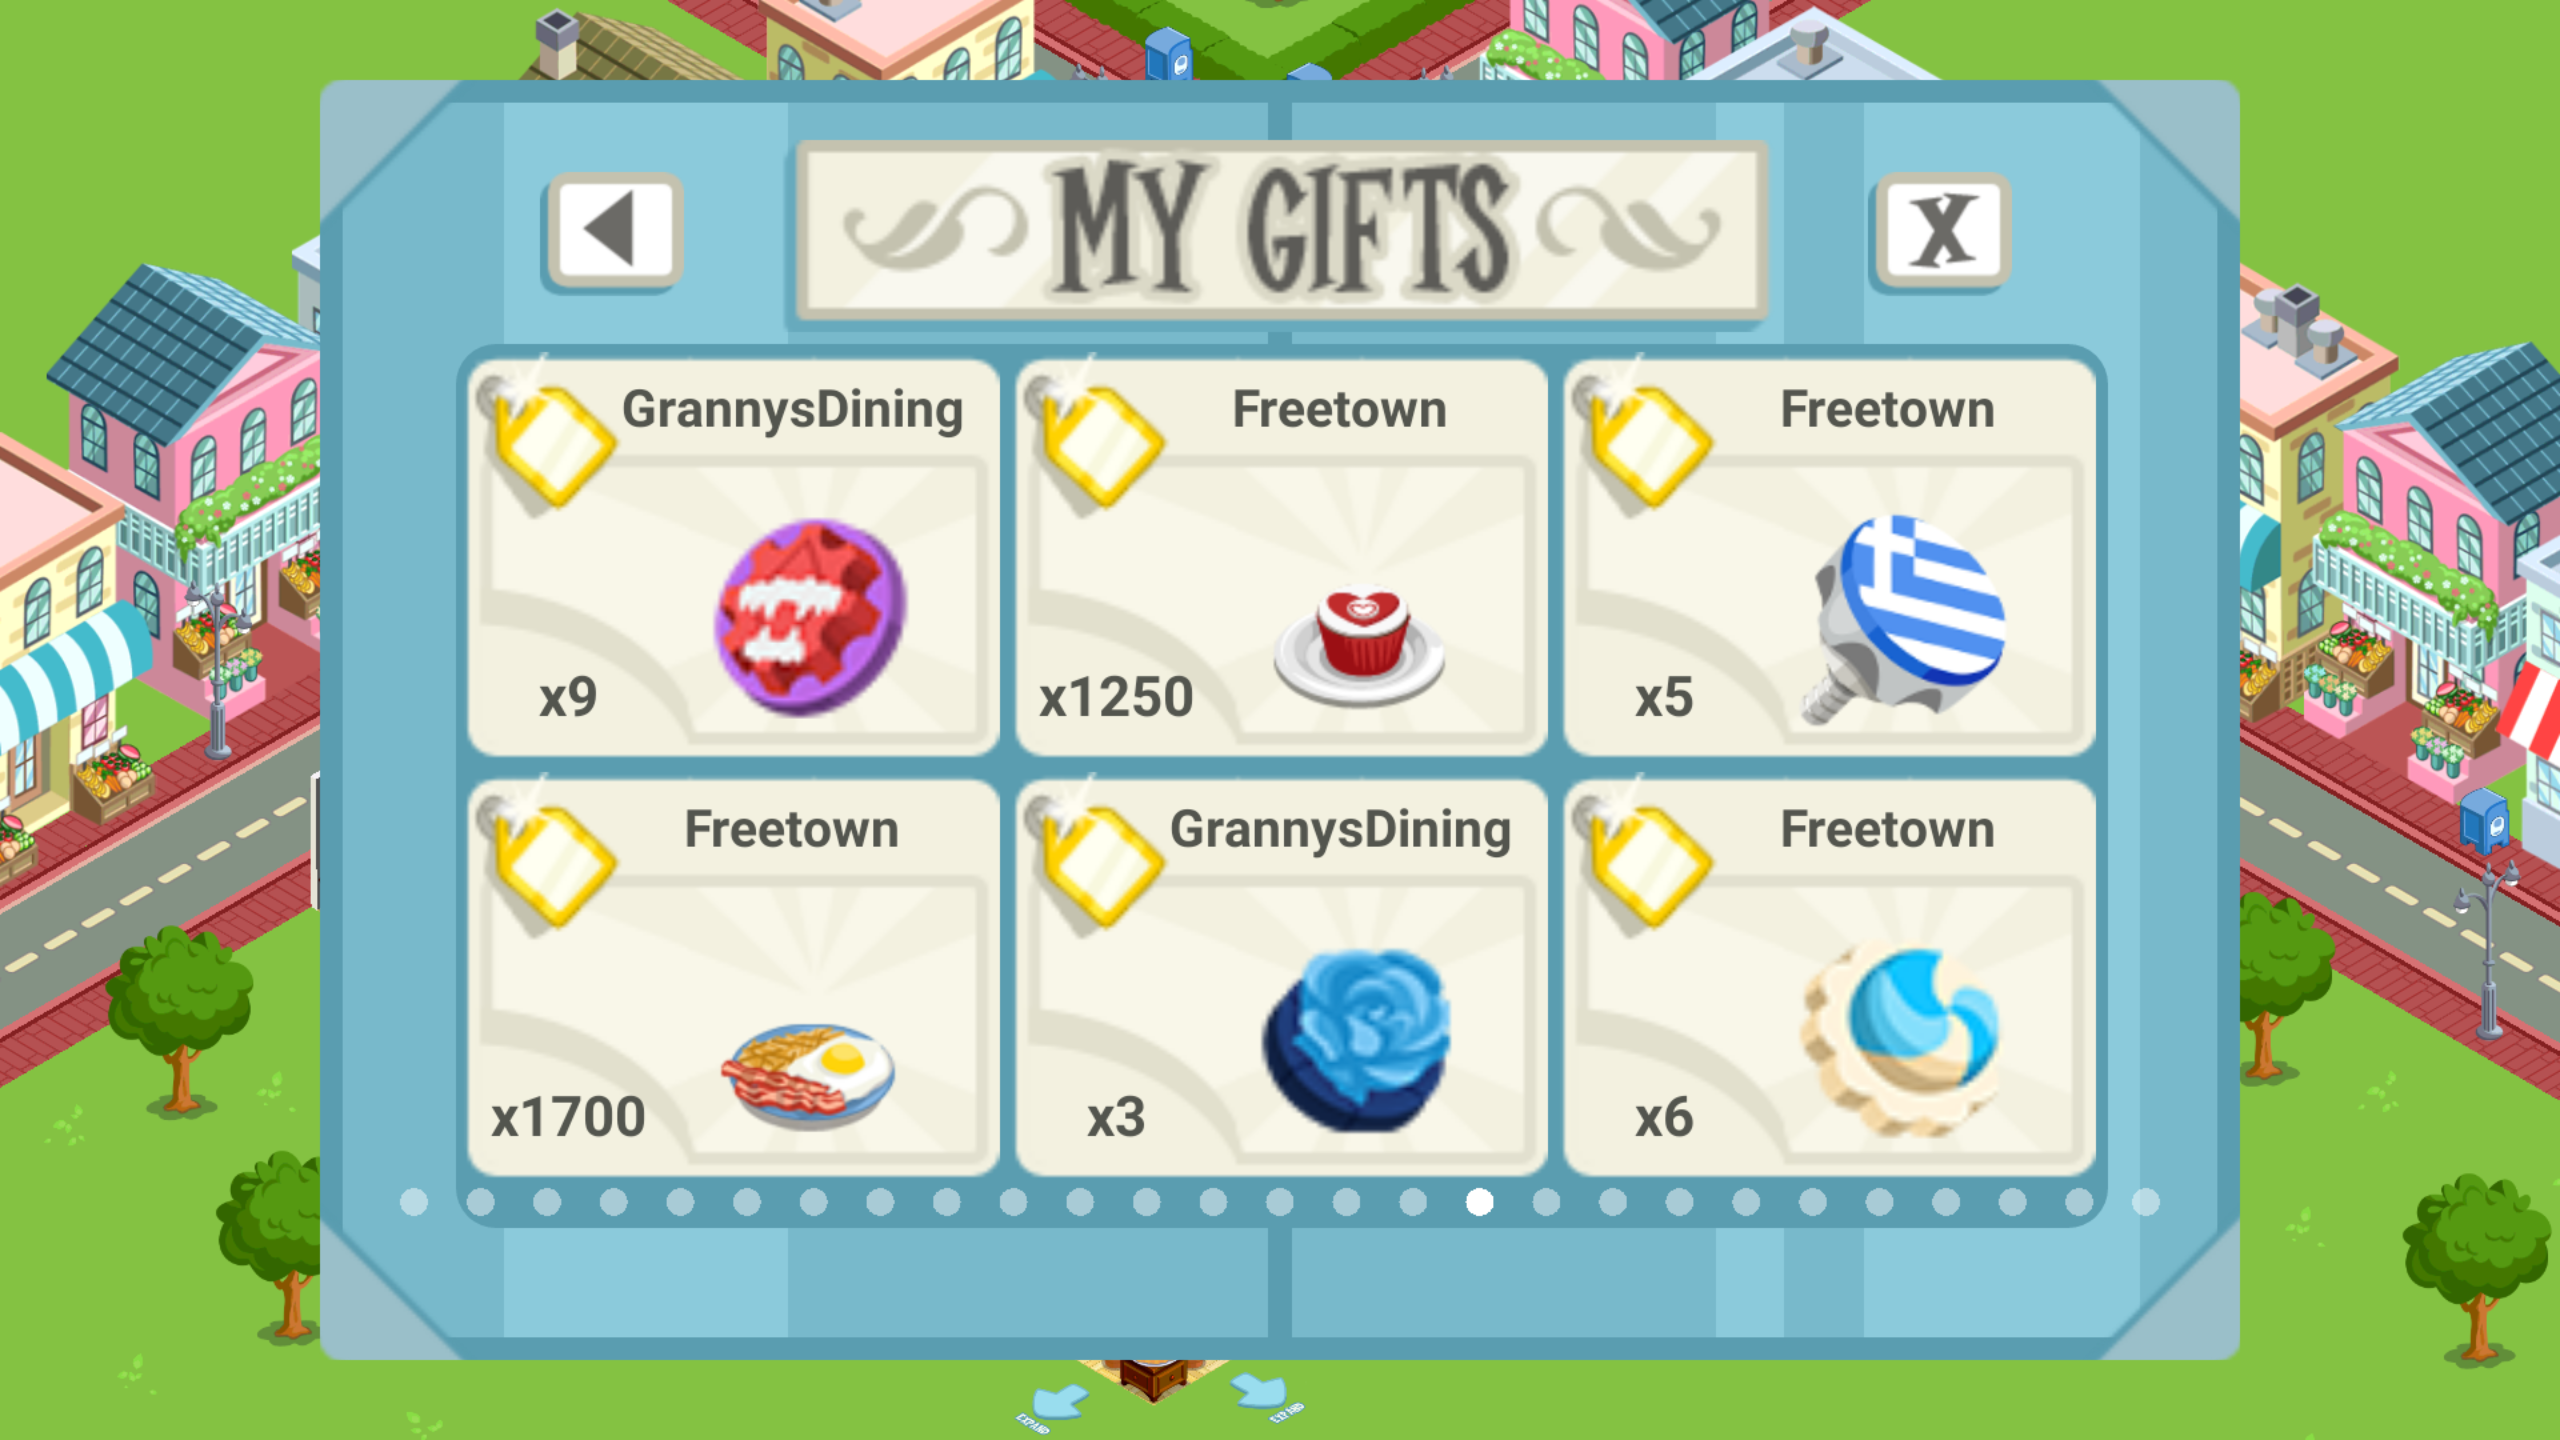 MY GIFTS
X
GrannysDining
x9
Freetown
x1250
Freetown
x5
Freetown
x1700
GrannysDining
x3
Freetown
x6
EXPAND
EXPAND